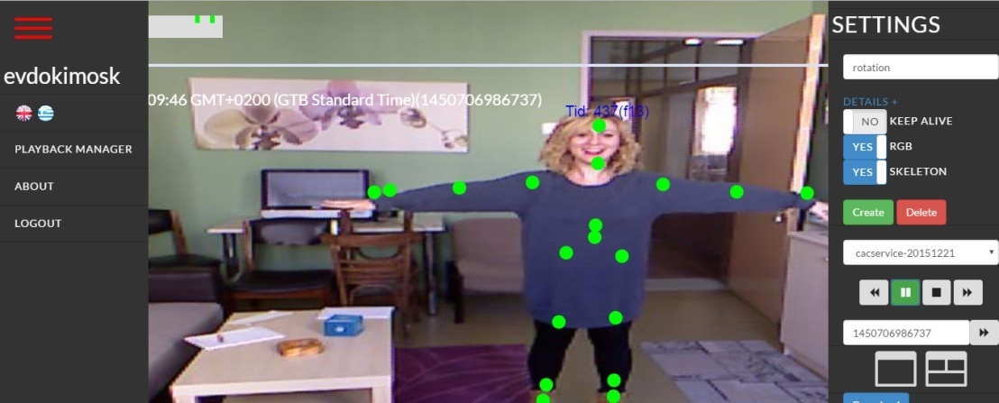 evdokimosk
PLAYBACK MANAGER
ABOUT
LOGOUT
09:46 GMT+0200 (GTB Standard Time)(1450706986737)
Tid: 437(f13)
SETTINGS
rotation
DETAILS +
NO KEEP ALIVE
YES RGB
YES SKELETON
Create Delete
cacservice-20151221
1450706986737